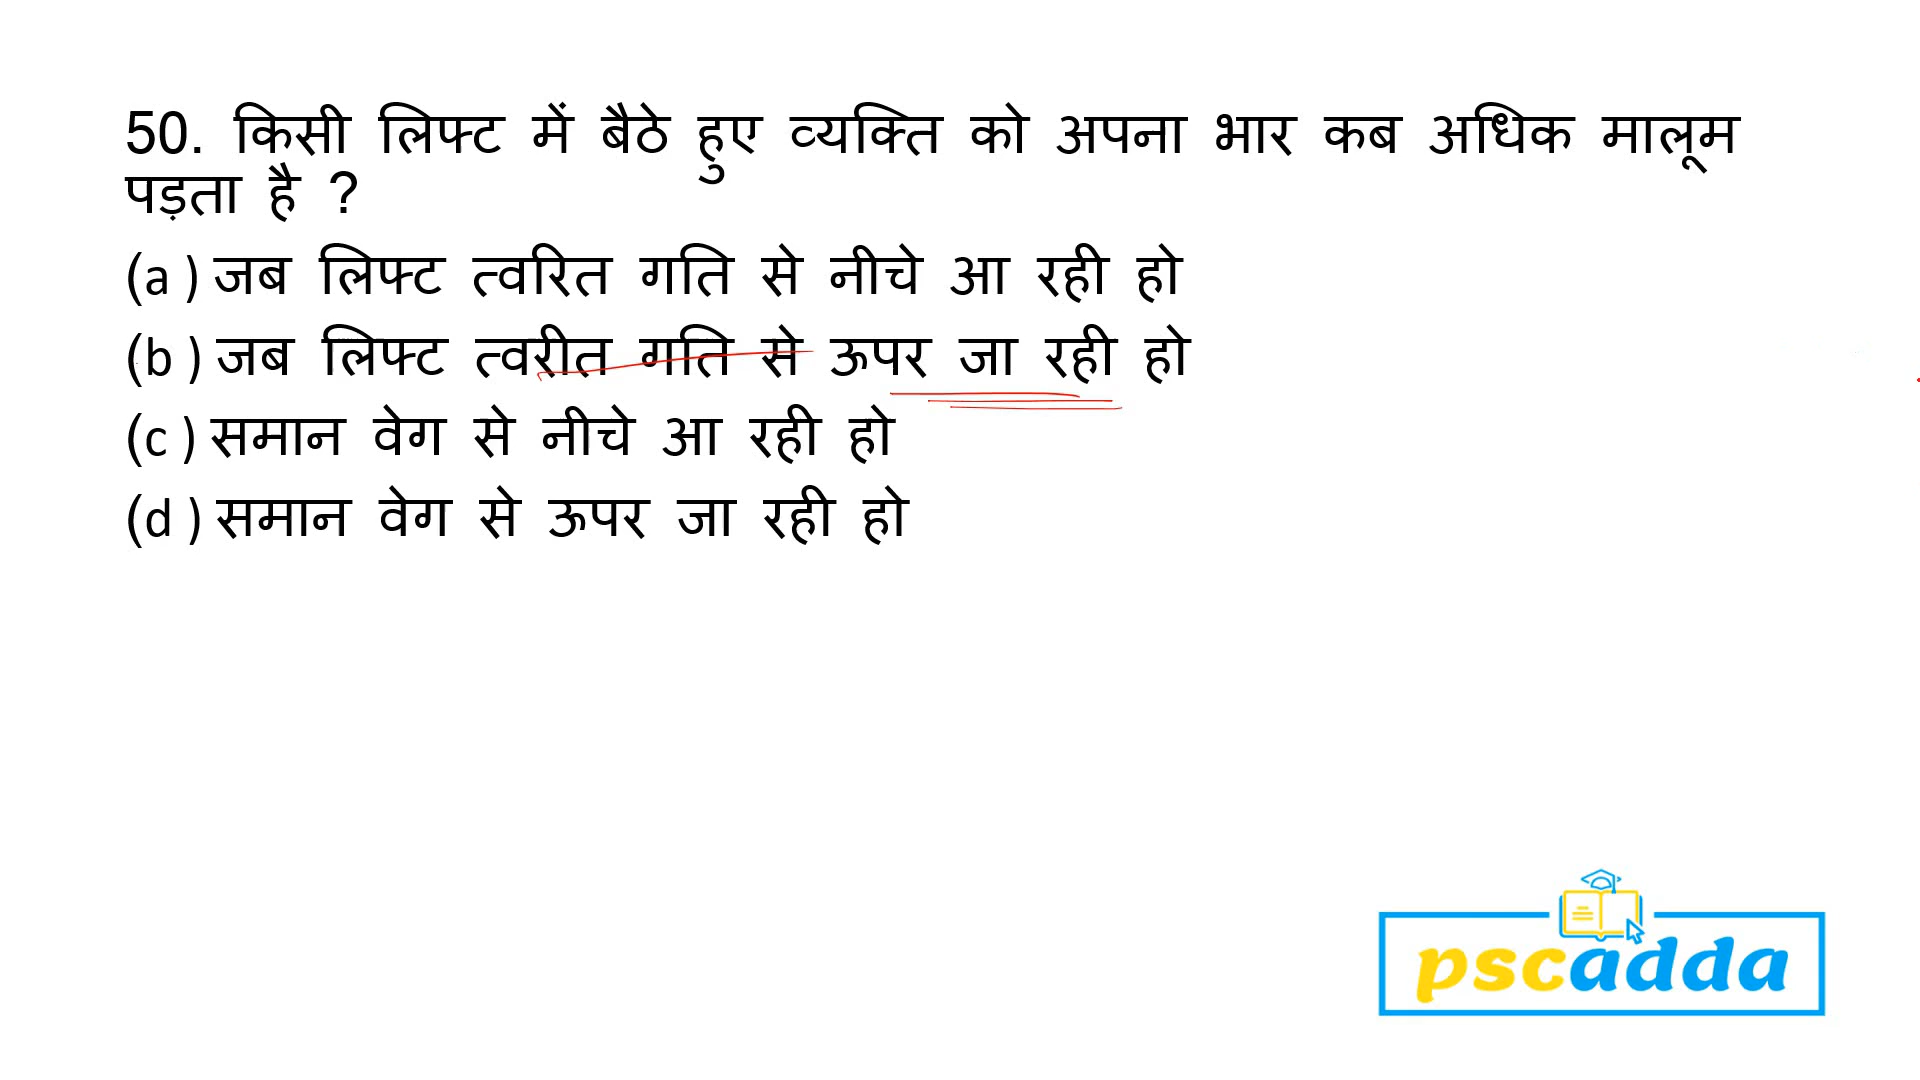 50. किसी लिफ्ट में बैठे हुए व्यक्ति को अपना भार कब अधिक मालूम
पड़ता है ?
(a ) जब लिफ्ट त्वरित गति से नीचे आ रही हो
(b ) जब लिफ्ट त्वरीत गति से ऊपर जा रही हो
(c ) समान वेग से नीचे आ रही हो
(d ) समान वेग से ऊपर जा रही हो
pscadda